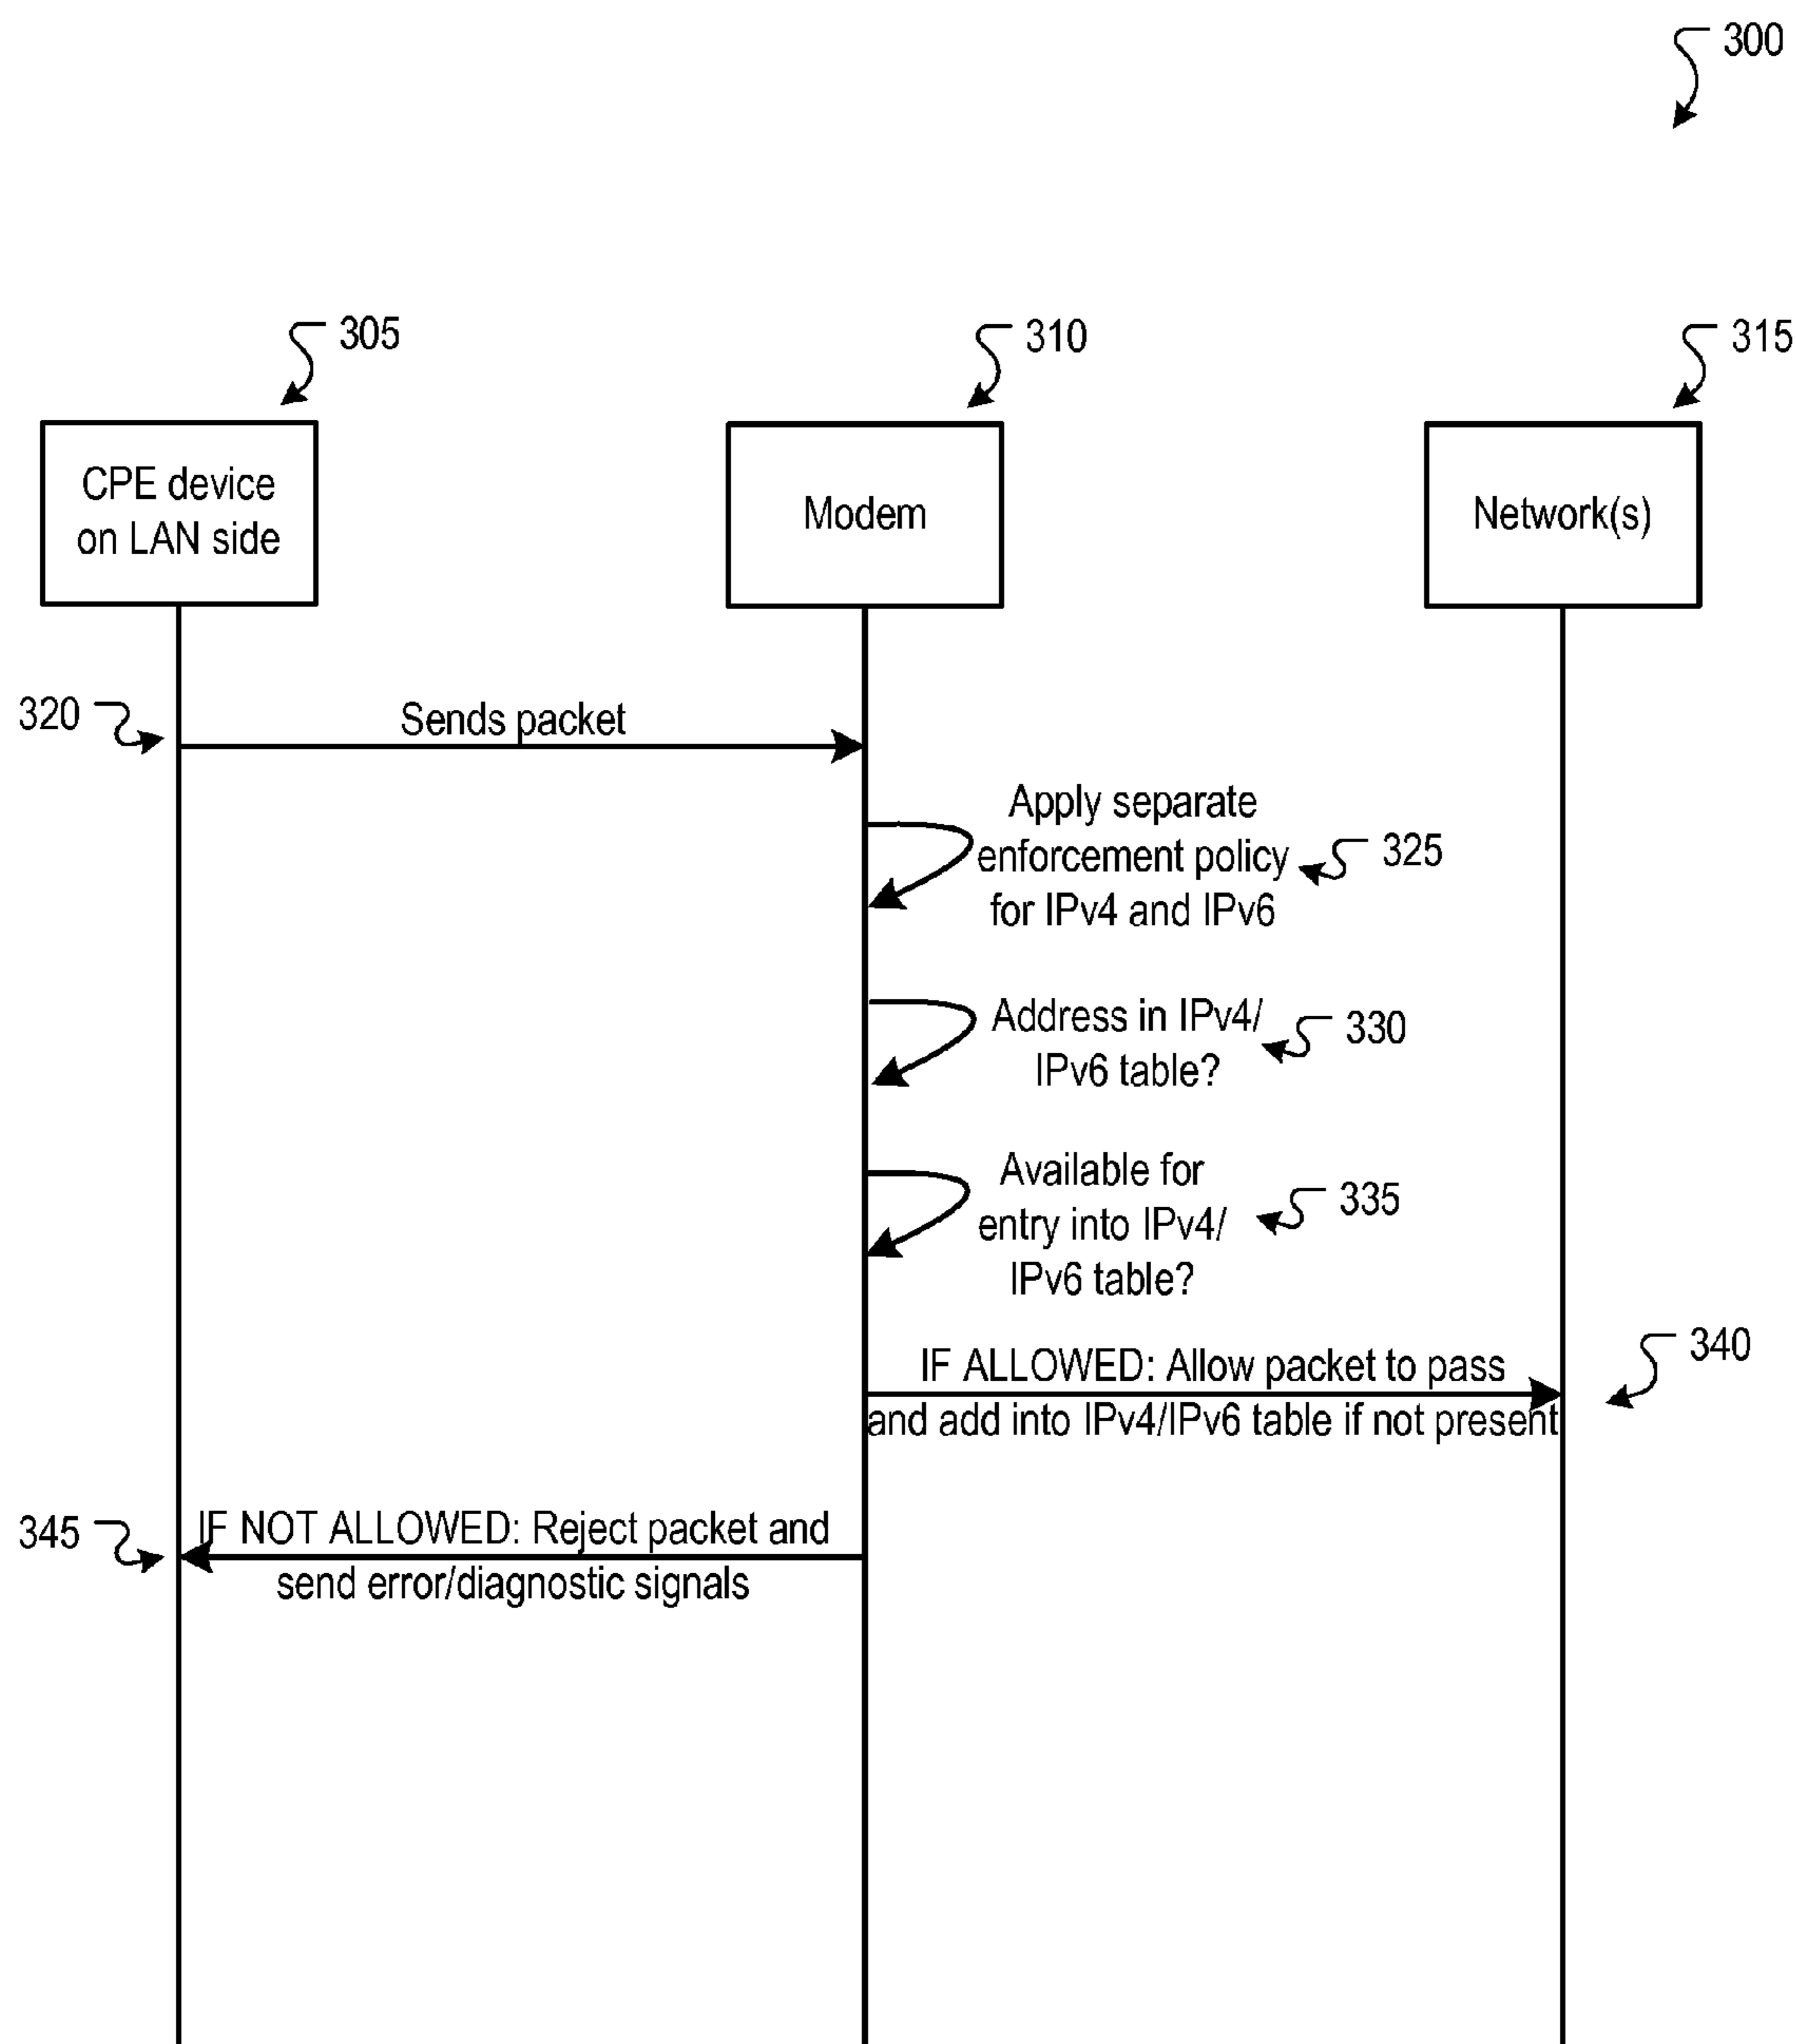 300
305
310
315
CPE device
on LAN side
Modem
Network(s)
320
Sends packet
Apply separate
enforcement policy
for IPv4 and IPv6
325
Address in IPv4/
IPv6 table?
330
Available for
entry into IPv4/
IPv6 table?
335
IF ALLOWED: Allow packet to pass
and add into IPv4/IPv6 table if not present
340
345
IF NOT ALLOWED: Reject packet and
send error/diagnostic signals